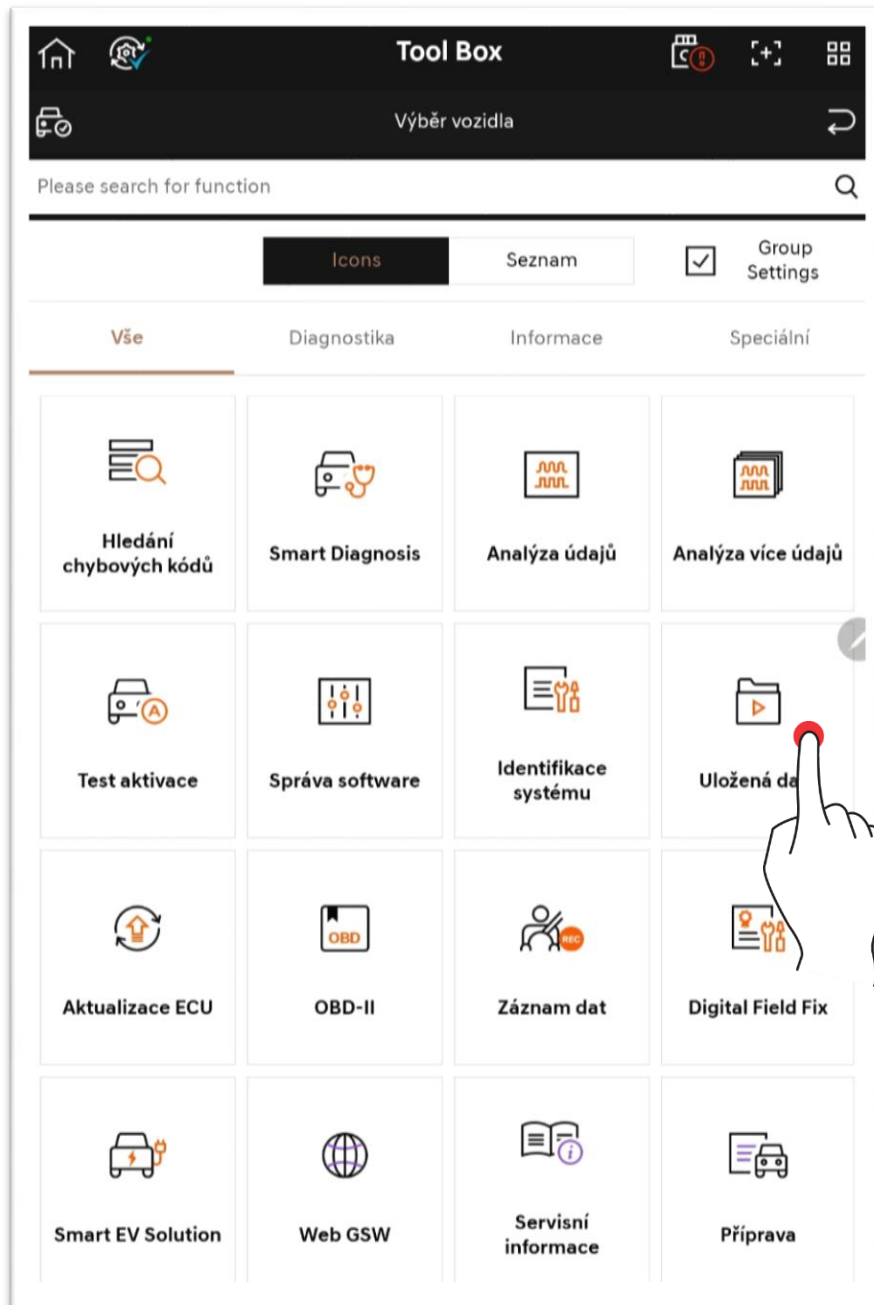 Tool Box
Výběr vozidla
Please search for function
Icons
Seznam
Group
Settings
Vše
Diagnostika
Informace
Speciální
Hledání
chybových kódů
Smart Diagnosis
Analýza údajů
Analýza více údajů
Test aktivace
Správa software
Identifikace
systému
Uložená
Aktualizace ECU
OBD
OBD-II
REC
Záznam dat
Digital Field Fix
Smart EV Solution
Web GSW
Servisní
informace
Příprava